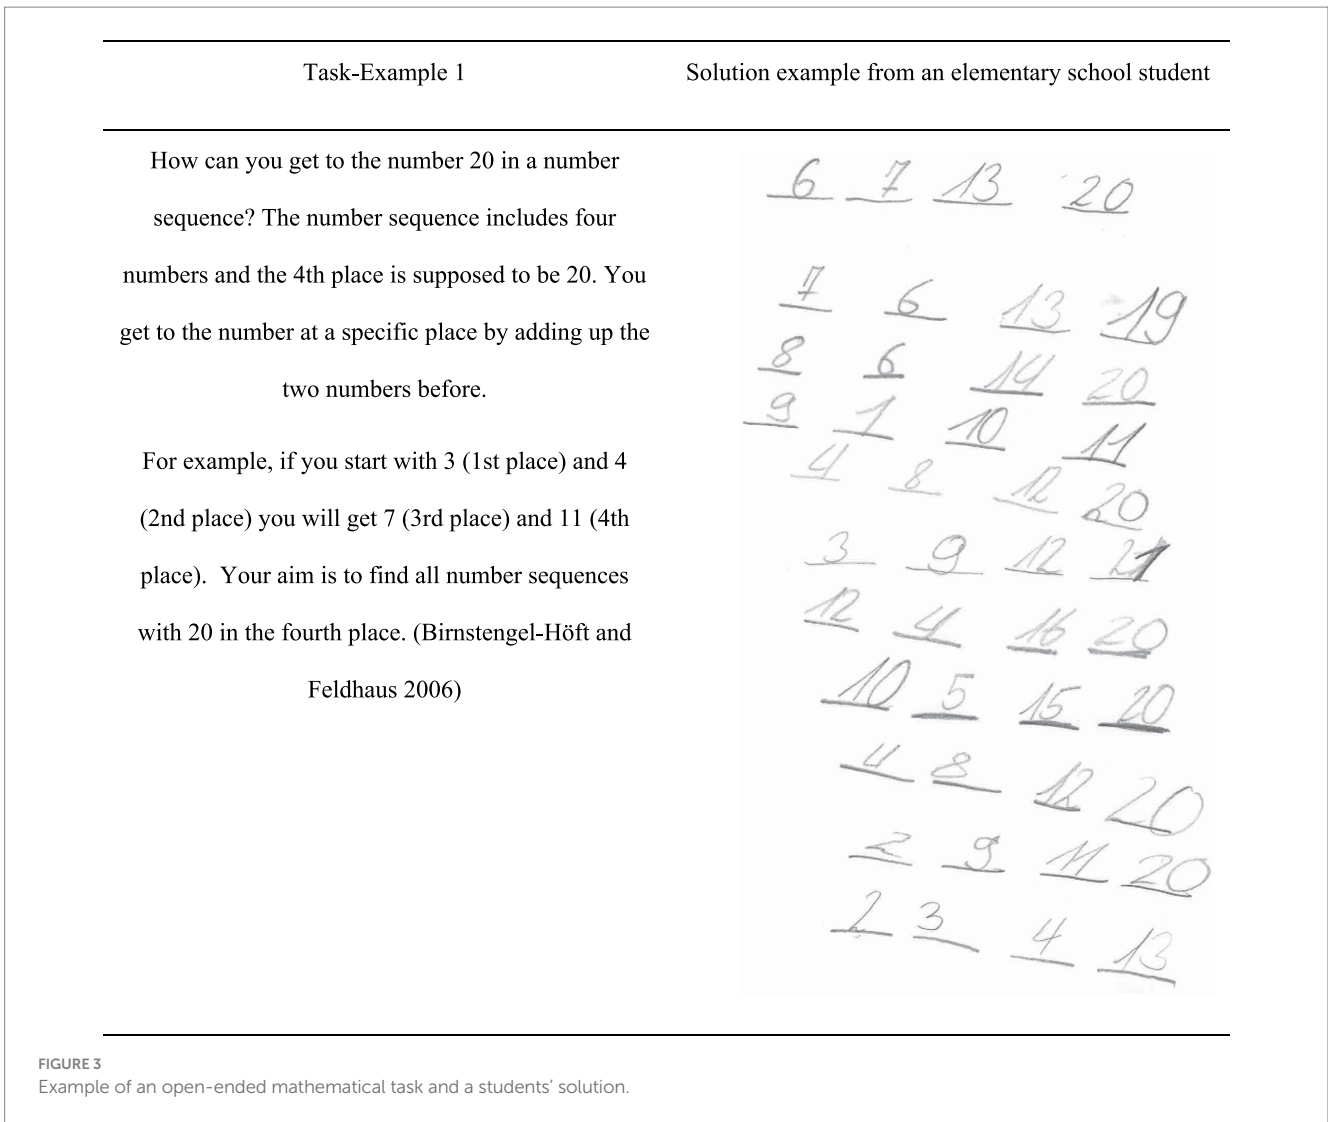 Task-Example 1
Solution example from an elementary school student
How can you get to the number 20 in a number
sequence? The number sequence includes four
numbers and the 4th place is supposed to be 20. You
get to the number at a specific place by adding up the
two numbers before.
For example, if you start with 3 (1st place) and 4
(2nd place) you will get 7 (3rd place) and 11 (4th
place). Your aim is to find all number sequences
with 20 in the fourth place. (Birnstengel-Höft and
Feldhaus 2006)
6 7 13 20
7 6 13 19
8 6 14 20
9 1 10 11
4 8 12 20
3 9 12 21
12 4 16 20
10 5 15 20
4 8 12 20
2 9 11 20
2 3 4 13
FIGURE 3
Example of an open-ended mathematical task and a students’ solution.